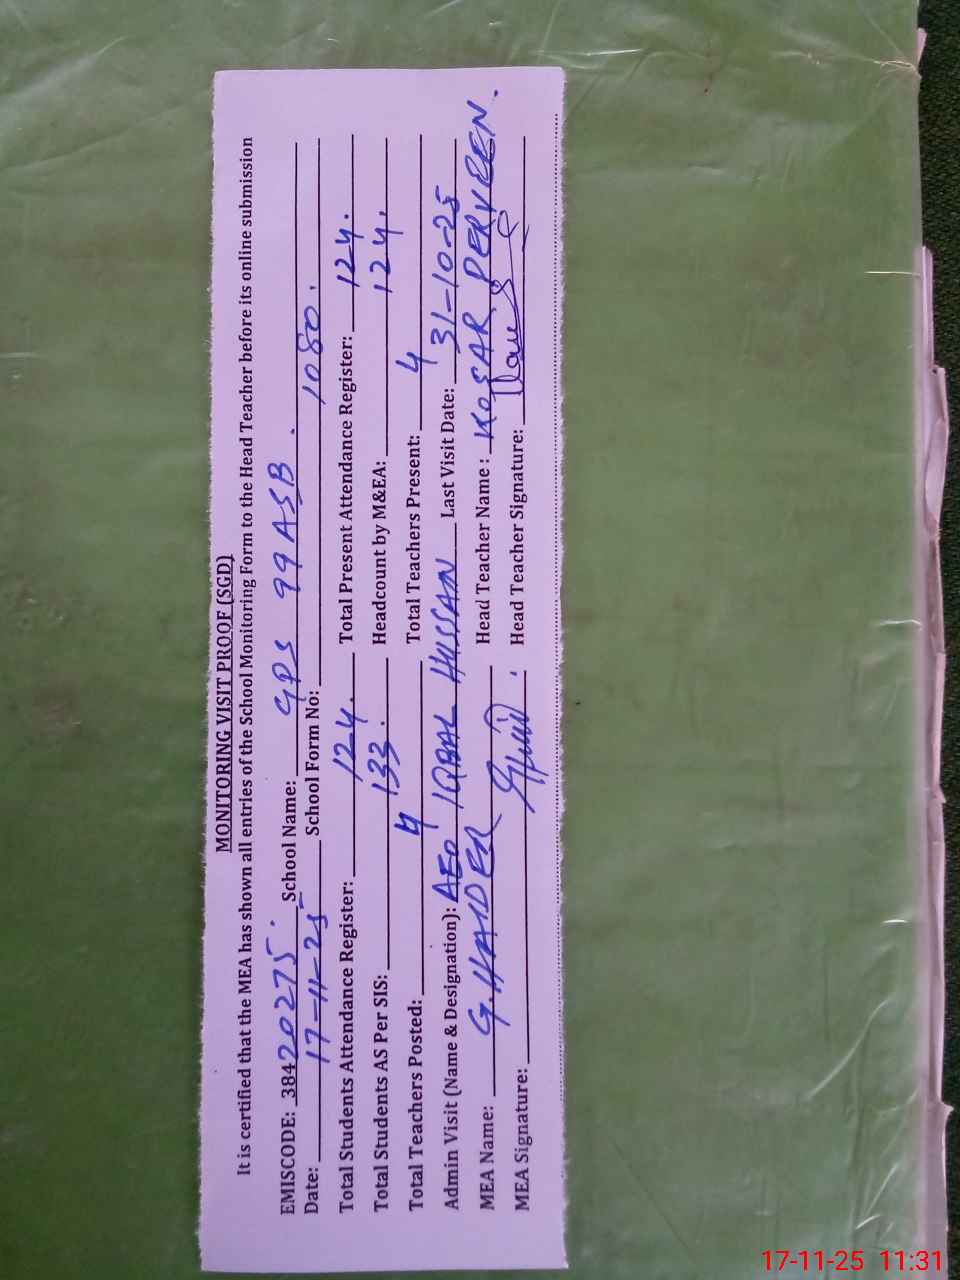 MONITORING VISIT PROOF (SGD)
It is certified that the MEA has shown all entries of the School Monitoring Form to the Head Teacher before its online submission
EMISCODE: 38420275. School Name: GPS 99 ASB.
Date: 17-11-25 School Form No: 1080.
Total Students Attendance Register: 124. Total Present Attendance Register: 124.
Total Students AS Per SIS: 133. Headcount by M&EA: 124.
Total Teachers Posted: 4 Total Teachers Present: 4
Admin Visit (Name & Designation): AEO IQBAL HUSSAN Last Visit Date: 31-10-25
MEA Name: G. HAIDER Head Teacher Name: KOSAR PERVEEN.
MEA Signature: Head Teacher Signature:
17-11-25 11:31